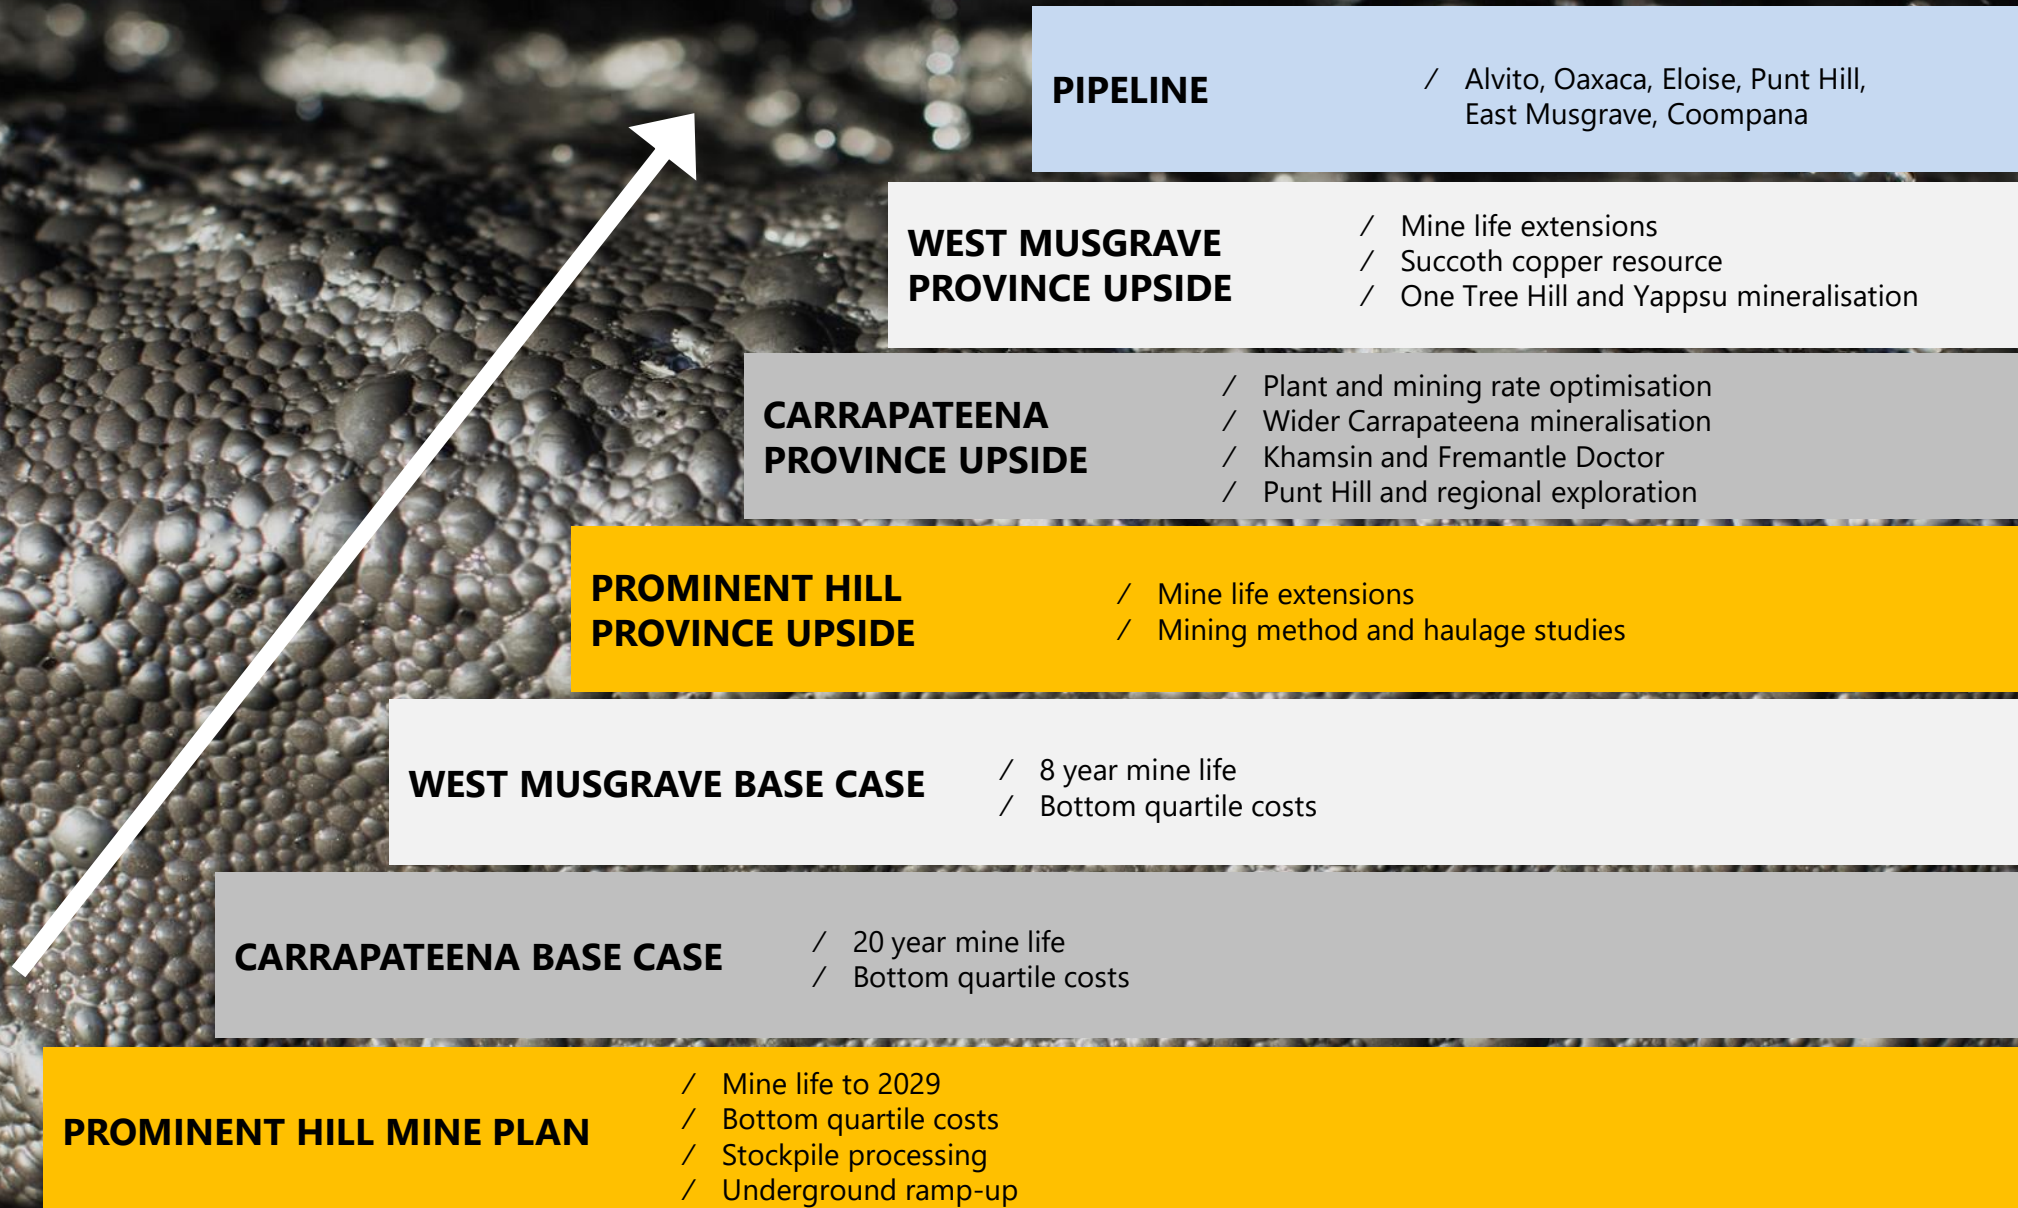 PIPELINE
/ Alvito, Oaxaca, Eloise, Punt Hill,
East Musgrave, Coompana
WEST MUSGRAVE
PROVINCE UPSIDE
/ Mine life extensions
/ Succoth copper resource
/ One Tree Hill and Yappsu mineralisation
CARRAPATEENA
PROVINCE UPSIDE
/ Plant and mining rate optimisation
/ Wider Carrapateena mineralisation
/ Khamsin and Fremantle Doctor
/ Punt Hill and regional exploration
PROMINENT HILL
PROVINCE UPSIDE
/ Mine life extensions
/ Mining method and haulage studies
WEST MUSGRAVE BASE CASE
/ 8 year mine life
/ Bottom quartile costs
CARRAPATEENA BASE CASE
/ 20 year mine life
/ Bottom quartile costs
PROMINENT HILL MINE PLAN
/ Mine life to 2029
/ Bottom quartile costs
/ Stockpile processing
/ Underground ramp-up